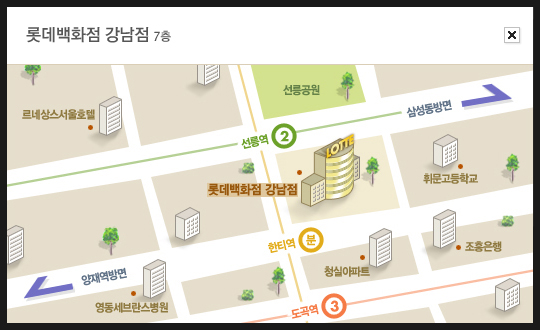 롯데백화점 강남점 7층
선릉공원
르네상스서울호텔
삼성동방면
선릉역 2
LOTTE
휘문고등학교
롯데백화점 강남점
한티역 분
조흥은행
청실아파트
양재역방면
영동세브란스병원
도곡역 3